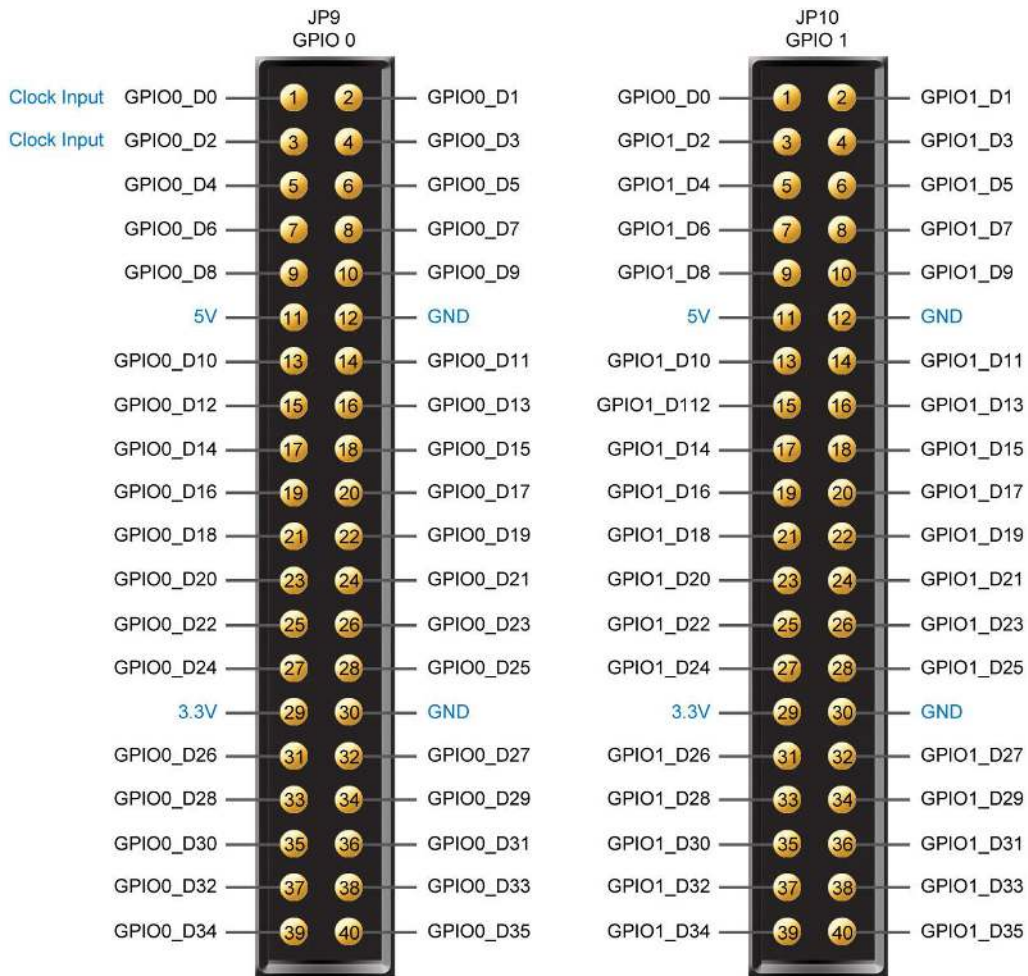 JP9 JP10
GPIO 0 GPIO 1
Clock Input GPIO0_D0 1 2 GPIO0_D1 GPIO0_D0 1 2 GPIO1_D1
Clock Input GPIO0_D2 3 4 GPIO0_D3 GPIO1_D2 3 4 GPIO1_D3
GPIO0_D4 5 6 GPIO0_D5 GPIO1_D4 5 6 GPIO1_D5
GPIO0_D6 7 8 GPIO0_D7 GPIO1_D6 7 8 GPIO1_D7
GPIO0_D8 9 10 GPIO0_D9 GPIO1_D8 9 10 GPIO1_D9
5V 11 12 GND 5V 11 12 GND
GPIO0_D10 13 14 GPIO0_D11 GPIO1_D10 13 14 GPIO1_D11
GPIO0_D12 15 16 GPIO0_D13 GPIO1_D112 15 16 GPIO1_D13
GPIO0_D14 17 18 GPIO0_D15 GPIO1_D14 17 18 GPIO1_D15
GPIO0_D16 19 20 GPIO0_D17 GPIO1_D16 19 20 GPIO1_D17
GPIO0_D18 21 22 GPIO0_D19 GPIO1_D18 21 22 GPIO1_D19
GPIO0_D20 23 24 GPIO0_D21 GPIO1_D20 23 24 GPIO1_D21
GPIO0_D22 25 26 GPIO0_D23 GPIO1_D22 25 26 GPIO1_D23
GPIO0_D24 27 28 GPIO0_D25 GPIO1_D24 27 28 GPIO1_D25
3.3V 29 30 GND 3.3V 29 30 GND
GPIO0_D26 31 32 GPIO0_D27 GPIO1_D26 31 32 GPIO1_D27
GPIO0_D28 33 34 GPIO0_D29 GPIO1_D28 33 34 GPIO1_D29
GPIO0_D30 35 36 GPIO0_D31 GPIO1_D30 35 36 GPIO1_D31
GPIO0_D32 37 38 GPIO0_D33 GPIO1_D32 37 38 GPIO1_D33
GPIO0_D34 39 40 GPIO0_D35 GPIO1_D34 39 40 GPIO1_D35